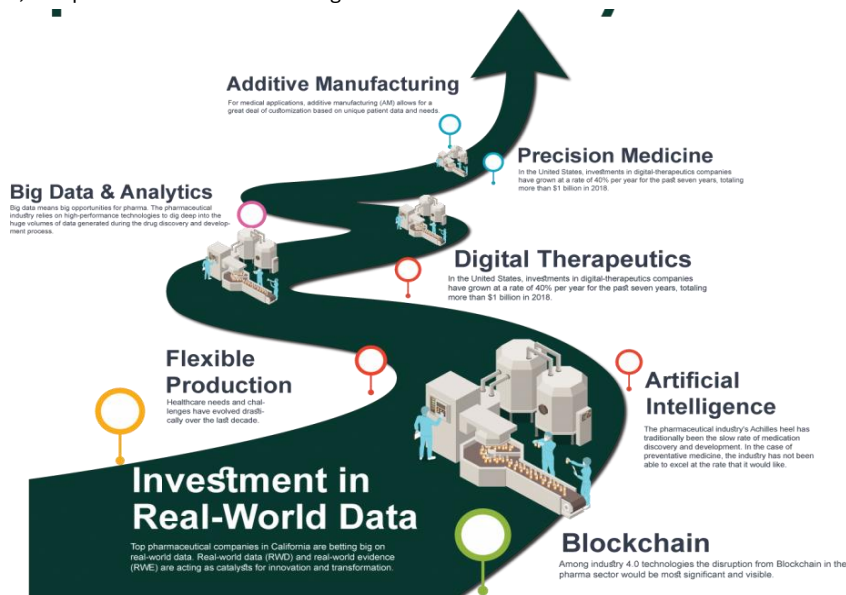 Additive Manufacturing
For medical applications, additive manufacturing (AM) allows for a
great deal of customization based on unique patient data and needs.
Precision Medicine
In the United States, investments in digital-therapeutics companies
have grown at a rate of 40% per year for the past seven years, totaling
more than $1 billion in 2018.
Big Data & Analytics
Big data means big opportunities for pharma. The pharmaceutical
industry relies on high-performance technologies to dig deep into the
huge volumes of data generated during the drug discovery and develop-
ment process.
Digital Therapeutics
In the United States, investments in digital-therapeutics companies
have grown at a rate of 40% per year for the past seven years, totaling
more than $1 billion in 2018.
Flexible
Production
Healthcare needs and chal-
lenges have evolved drasti-
cally over the last decade.
Artificial
Intelligence
The pharmaceutical industry's Achilles heel has
traditionally been the slow rate of medication
discovery and development. In the case of
preventative medicine, the industry has not been
able to excel at the rate that it would like.
Investment in
Real-World Data
Top pharmaceutical companies in California are betting big on
real-world data. Real-world data (RWD) and real-world evidence
(RWE) are acting as catalysts for innovation and transformation.
Blockchain
Among industry 4.0 technologies the disruption from Blockchain in the
pharma sector would be most significant and visible.